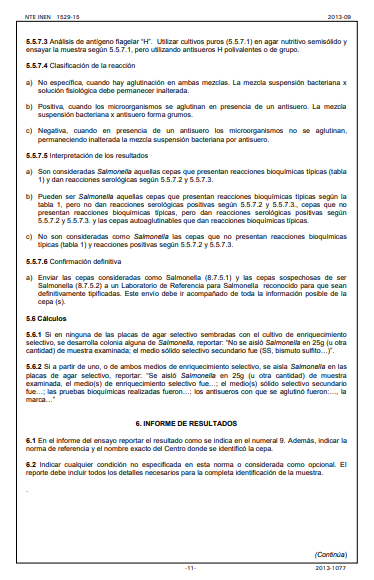 NTE INEN 1529-15 2013-09
5.5.7.3 Análisis de antígeno flagelar "H". Utilizar cultivos puros (5.5.7.1) en agar nutritivo semisólido y
ensayar la muestra según 5.5.7.1, pero utilizando antisueros H polivalentes o de grupo.
5.5.7.4 Clasificación de la reacción
a) No específica, cuando hay aglutinación en ambas mezclas. La mezcla suspensión bacteriana x
solución fisiológica debe permanecer inalterada.
b) Positiva, cuando los microorganismos se aglutinan en presencia de un antisuero. La mezcla
suspensión bacteriana x antisuero forma grumos.
c) Negativa, cuando en presencia de un antisuero los microorganismos no se aglutinan,
permaneciendo inalterada la mezcla suspensión bacteriana por antisuero.
5.5.7.5 Interpretación de los resultados
a) Son consideradas Salmonella aquellas cepas que presentan reacciones bioquímicas típicas (tabla
1) y dan reacciones serológicas según 5.5.7.2 y 5.5.7.3.
b) Pueden ser Salmonella aquellas cepas que presentan reacciones bioquímicas típicas según la
tabla 1, pero no dan reacciones serológicas positivas según 5.5.7.2 y 5.5.7.3., cepas que no
presentan reacciones bioquímicas típicas, pero dan reacciones serológicas positivas según
5.5.7.2 y 5.5.7.3. y las cepas autoaglutinables que dan reacciones bioquímicas típicas.
c) No son consideradas como Salmonella las cepas que no presentan reacciones bioquímicas
típicas (tabla 1) y reacciones positivas según 5.5.7.2 y 5.5.7.3.
5.5.7.6 Confirmación definitiva
a) Enviar las cepas consideradas como Salmonella (8.7.5.1) y las cepas sospechosas de ser
Salmonella (8.7.5.2) a un Laboratorio de Referencia para Salmonella reconocido para que sean
definitivamente tipificadas. Este envío debe ir acompañado de toda la información posible de la
cepa (s).
5.6 Cálculos
5.6.1 Si en ninguna de las placas de agar selectivo sembradas con el cultivo de enriquecimiento
selectivo, se desarrolla colonia alguna de Salmonella, reportar: "No se aisló Salmonella en 25g (u otra
cantidad) de muestra examinada; el medio sólido selectivo secundario fue (SS, bismuto sulfito…)".
5.6.2 Si a partir de uno, o de ambos medios de enriquecimiento selectivo, se aisla Salmonella en las
placas de agar selectivo, reportar: "Se aisló Salmonella en 25g (u otra cantidad) de muestra
examinada, el medio(s) de enriquecimiento selectivo fue…; el medio(s) sólido selectivo secundario
fue…; las pruebas bioquímicas realizadas fueron…; los antisueros con que se aglutinó fueron:…, la
marca…"
6. INFORME DE RESULTADOS
6.1 En el informe del ensayo reportar el resultado como se indica en el numeral 9. Además, indicar la
norma de referencia y el nombre exacto del Centro donde se identificó la cepa.
6.2 Indicar cualquier condición no especificada en esta norma o considerada como opcional. El
reporte debe incluir todos los detalles necesarios para la completa identificación de la muestra.
.
(Continúa)
-11- 2013-1077